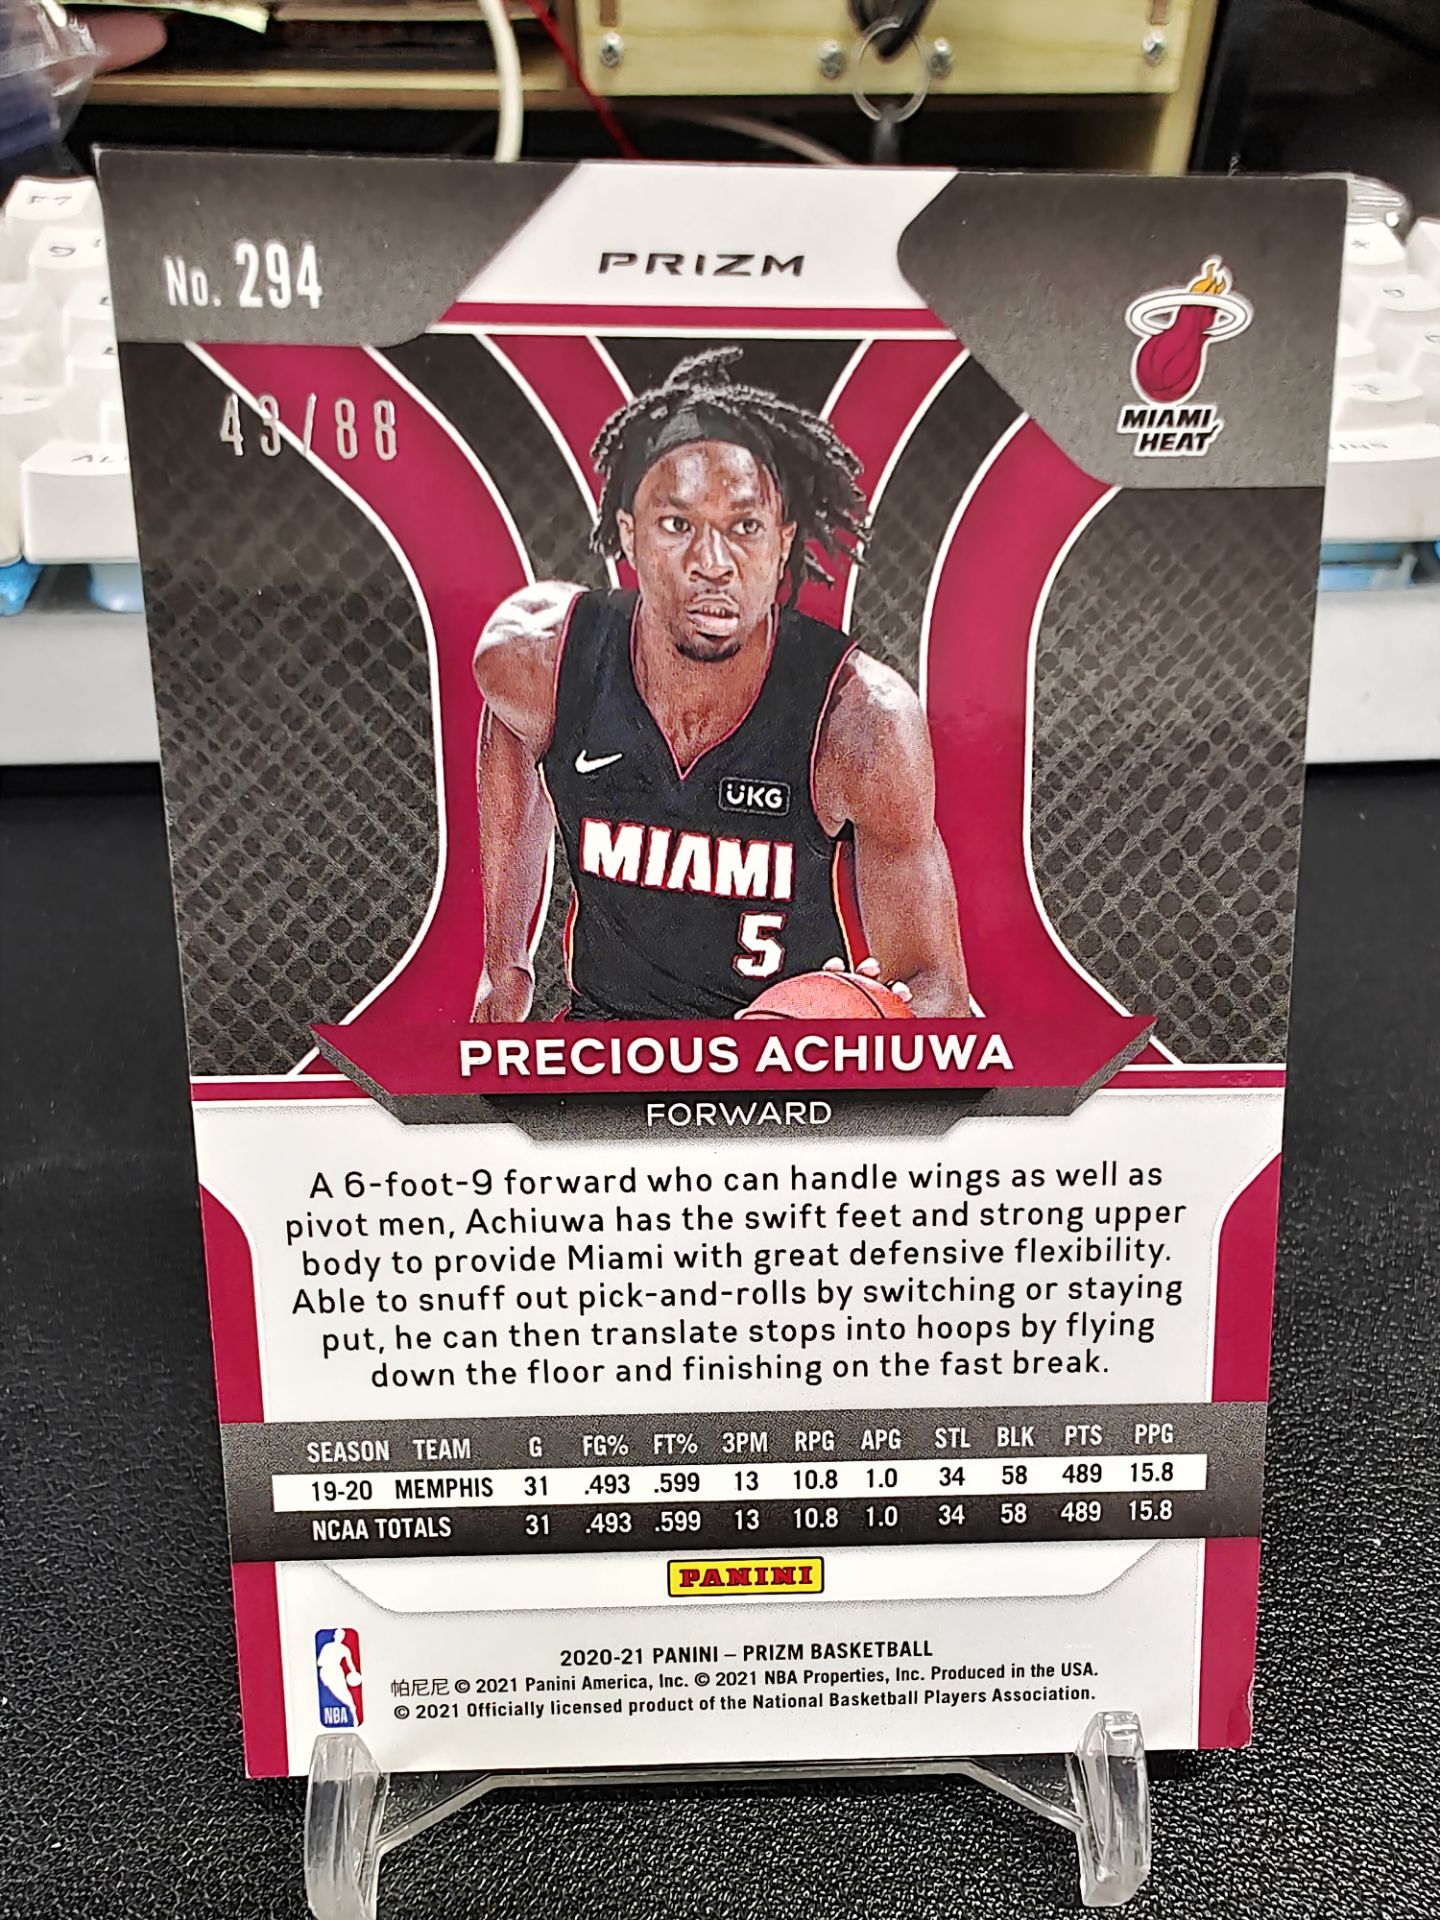 No. 294
PRIZM
43/88
MIAMI
HEAT
UKG
MIAMI
5
PRECIOUS ACHIUWA
FORWARD
A 6-foot-9 forward who can handle wings as well as
pivot men, Achiuwa has the swift feet and strong upper
body to provide Miami with great defensive flexibility.
Able to snuff out pick-and-rolls by switching or staying
put, he can then translate stops into hoops by flying
down the floor and finishing on the fast break.
SEASON TEAM G FG% FT% 3PM RPG APG STL BLK PTS PPG
19-20 MEMPHIS 31 .493 .599 13 10.8 1.0 34 58 489 15.8
NCAA TOTALS 31 .493 .599 13 10.8 1.0 34 58 489 15.8
PANINI
2020-21 PANINI – PRIZM BASKETBALL
帕尼尼 © 2021 Panini America, Inc. © 2021 NBA Properties, Inc. Produced in the USA.
© 2021 Officially licensed product of the National Basketball Players Association.
NBA